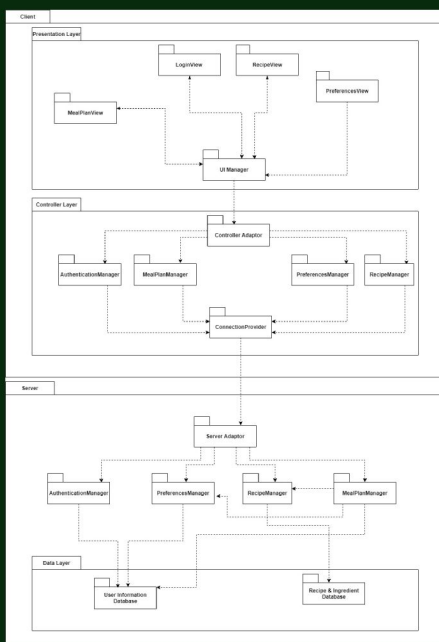 Client
Presentation Layer
LoginView
RecipeView
PreferencesView
MealPlanView
UI Manager
Controller Layer
Controller Adaptor
AuthenticationManager
MealPlanManager
PreferencesManager
RecipeManager
ConnectionProvider
Server
Server Adaptor
AuthenticationManager
PreferencesManager
RecipeManager
MealPlanManager
Data Layer
User Information
Database
Recipe & Ingredient
Database